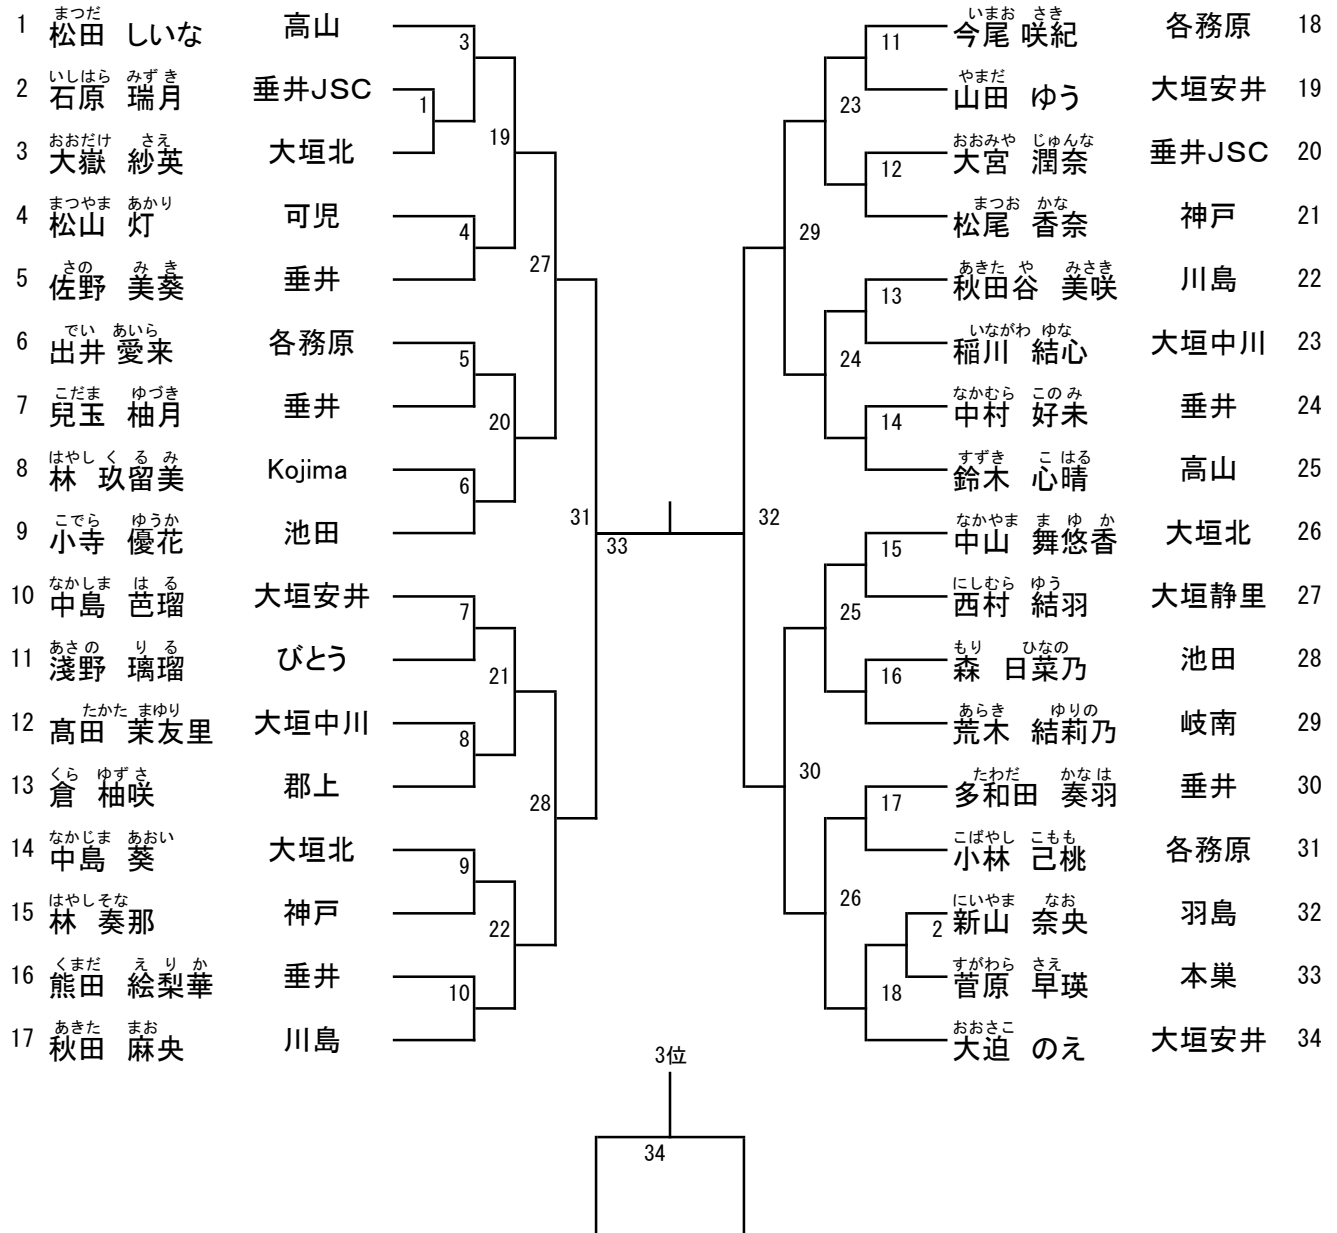 まつだ
1 松田 しいな 高山
いしはら みずき
2 石原 瑞月 垂井JSC
おおだけ さえ
3 大嶽 紗英 大垣北
まつやま あかり
4 松山 灯 可児
さの みき
5 佐野 美葵 垂井
でい あいら
6 出井 愛来 各務原
こだま ゆづき
7 兒玉 柚月 垂井
はやし くるみ
8 林 玖留美 Kojima
こでら ゆうか
9 小寺 優花 池田
なかしま はる
10 中島 芭瑠 大垣安井
あさの りる
11 淺野 璃瑠 びとう
たかた まゆり
12 髙田 茉友里 大垣中川
くら ゆずさ
13 倉 柚咲 郡上
なかじま あおい
14 中島 葵 大垣北
はやし そな
15 林 奏那 神戸
くまだ えりか
16 熊田 絵梨華 垂井
あきた まお
17 秋田 麻央 川島
3
1
19
4
27
5
20
6
31
33
7
21
8
28
9
22
10
いまお さき
今尾 咲紀 各務原 18
やまだ
山田 ゆう 大垣安井 19
おおみや じゅんな
大宮 潤奈 垂井JSC 20
まつお かな
松尾 香奈 神戸 21
あきたや みさき
秋田谷 美咲 川島 22
いながわ ゆな
稲川 結心 大垣中川 23
なかむら このみ
中村 好未 垂井 24
すずき こはる
鈴木 心晴 高山 25
なかやま まゆか
中山 舞悠香 大垣北 26
にしむら ゆう
西村 結羽 大垣静里 27
もり ひなの
森 日菜乃 池田 28
あらき ゆりの
荒木 結莉乃 岐南 29
たわだ かなは
多和田 奏羽 垂井 30
こばやし こもも
小林 己桃 各務原 31
にいやま なお
新山 奈央 羽島 32
すがわら さえ
菅原 早瑛 本巣 33
おおさこ
大迫 のえ 大垣安井 34
11
23
12
29
13
24
14
32
15
25
16
30
17
26
2
18
3位
34